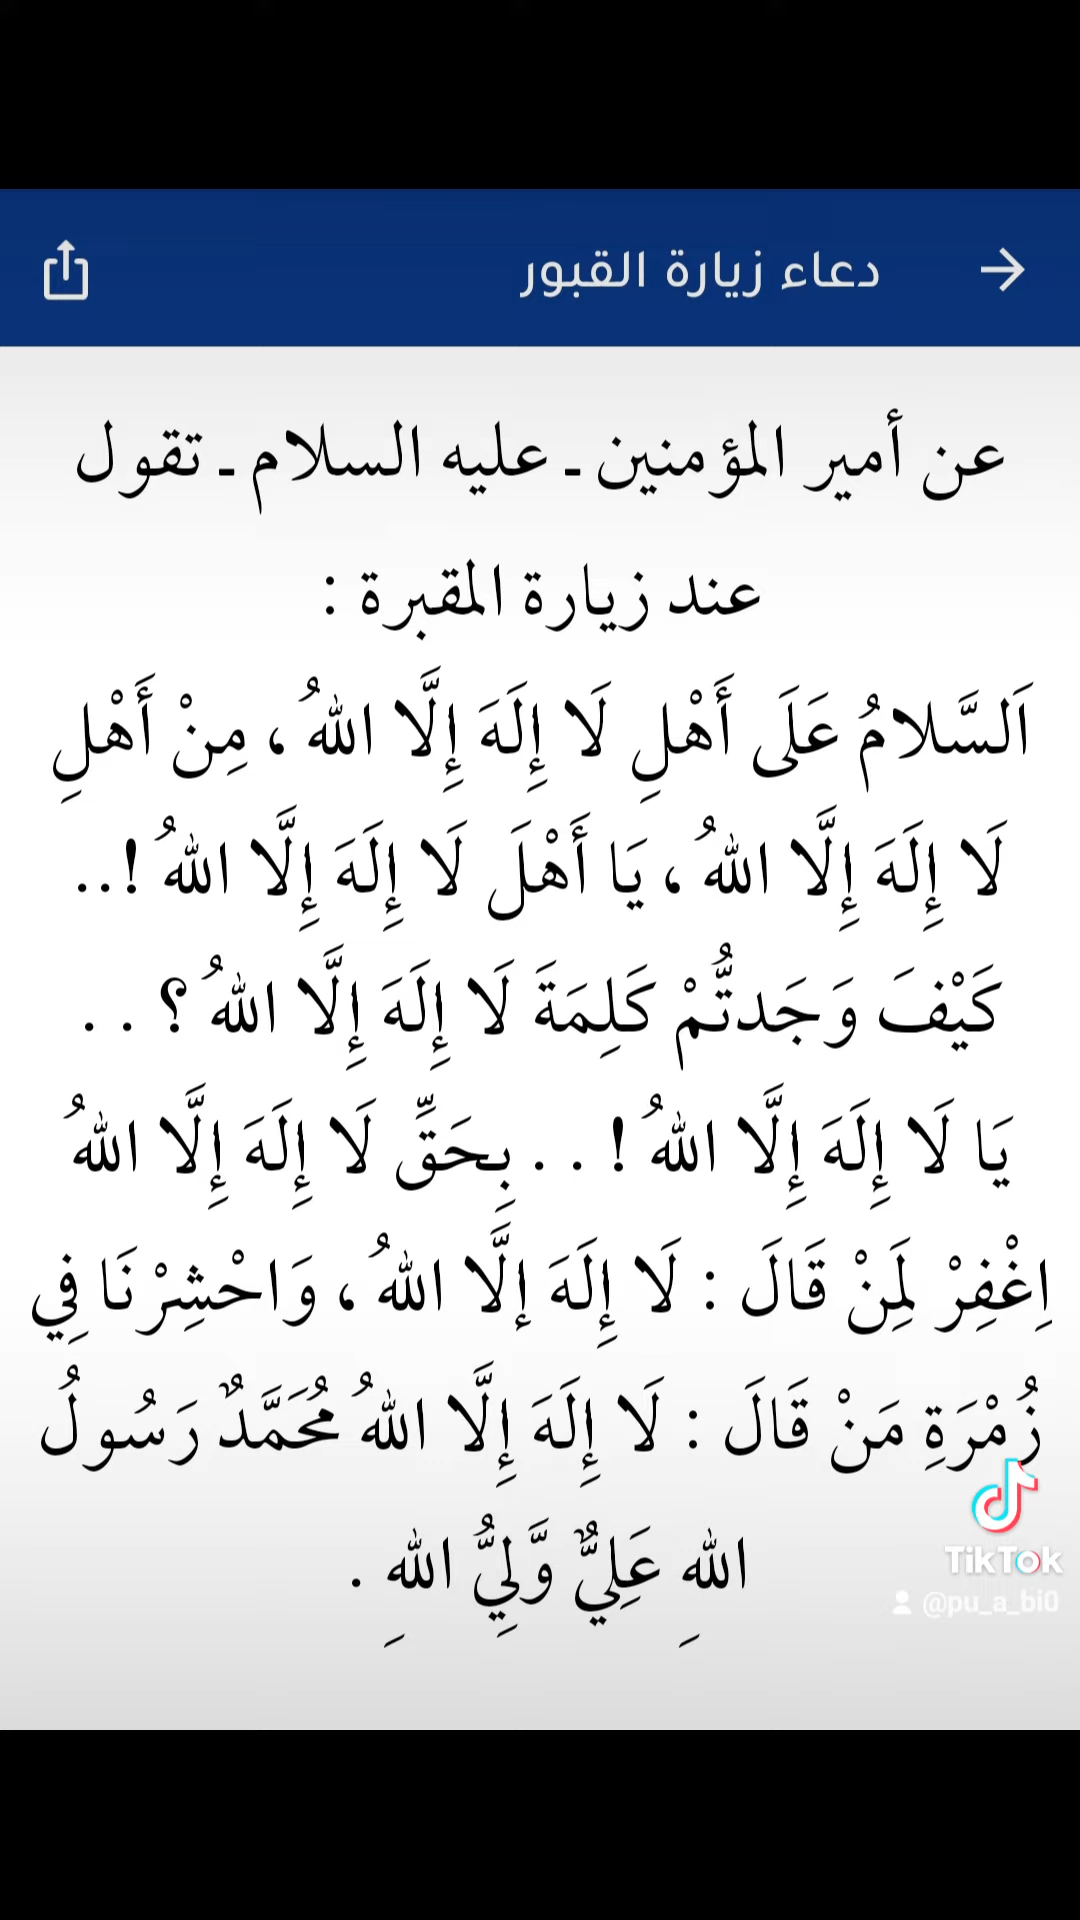 دعاء زيارة القبور
عن أمير المؤمنين ـ عليه السلام ـ تقول
عند زيارة المقبرة :
اَلسَّلامُ عَلَى أَهْلِ لَا إِلَهَ إِلَّا اللهُ ، مِنْ أَهْلِ
لَا إِلَهَ إِلَّا اللهُ ، يَا أَهْلَ لَا إِلَهَ إِلَّا اللهُ !..
كَيْفَ وَجَدتُّمْ كَلِمَةَ لَا إِلَهَ إِلَّا اللهُ ؟ . .
يَا لَا إِلَهَ إِلَّا اللهُ ! . . بِحَقِّ لَا إِلَهَ إِلَّا اللهُ
اِغْفِرْ لَمِنْ قَالَ : لَا إِلَهَ إلَّا اللهُ ، وَاحْشِرْنَا فِي
زُمْرَةِ مَنْ قَالَ : لَا إِلَهَ إِلَّا اللهُ مُحَمَّدٌ رَسُولُ
اللهِ عَلِيٌّ وَّلِيُّ اللهِ .
TikTok
@pu_a_bi0